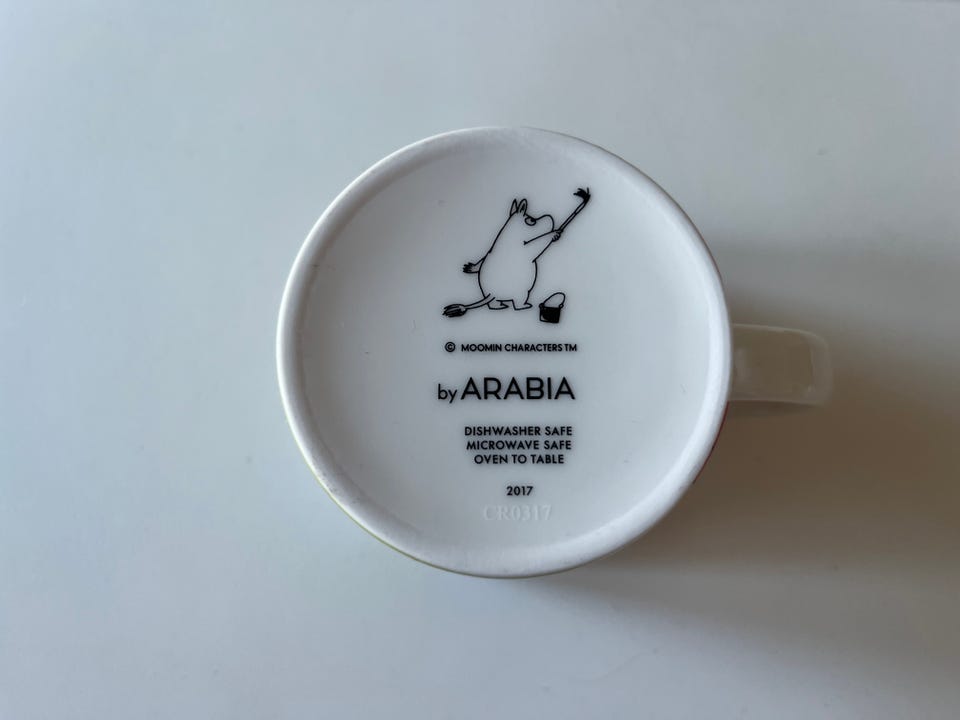 © MOOMIN CHARACTERS TM
by ARABIA
DISHWASHER SAFE
MICROWAVE SAFE
OVEN TO TABLE
2017
CR0317